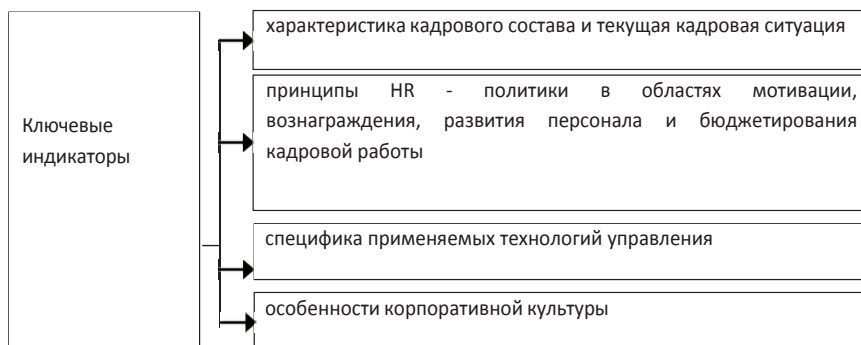 Ключевые
индикаторы
характеристика кадрового состава и текущая кадровая ситуация
принципы HR - политики в областях мотивации,
вознаграждения, развития персонала и бюджетирования
кадровой работы
специфика применяемых технологий управления
особенности корпоративной культуры